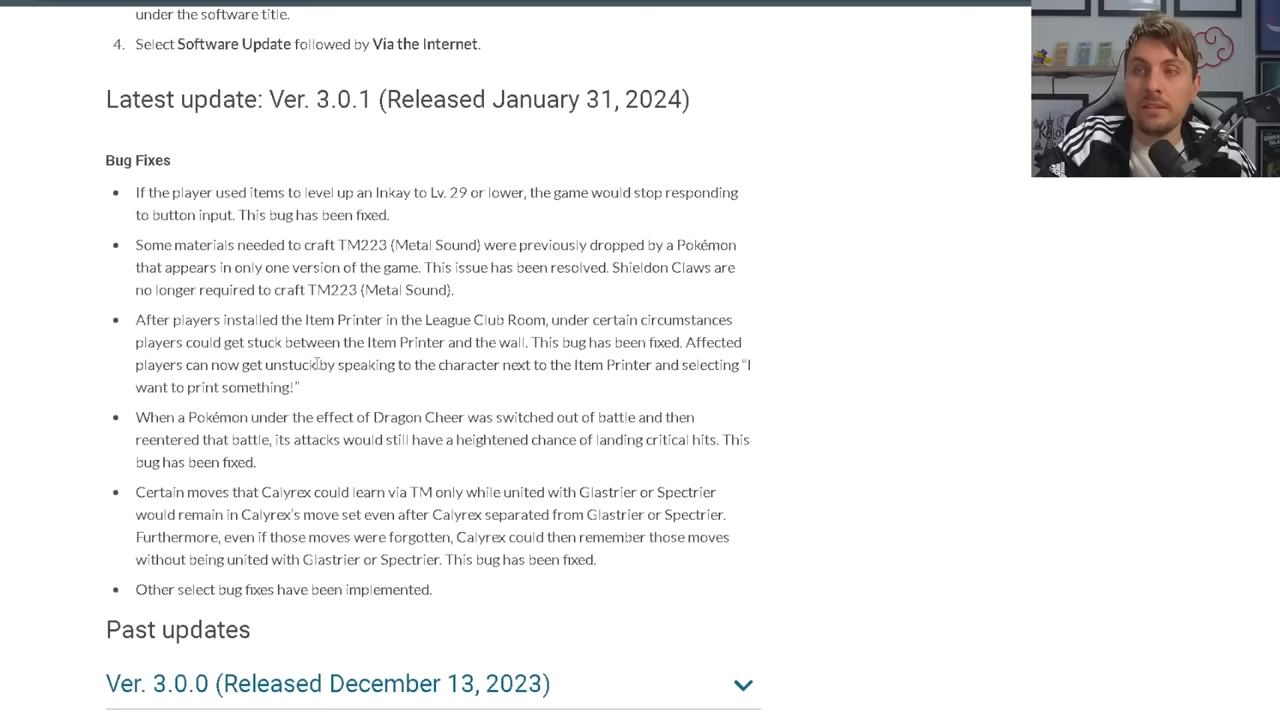 under the software title.
4. Select Software Update followed by Via the Internet.
Latest update: Ver. 3.0.1 (Released January 31, 2024)
Bug Fixes
• If the player used items to level up an Inkay to Lv. 29 or lower, the game would stop responding
to button input. This bug has been fixed.
• Some materials needed to craft TM223 (Metal Sound) were previously dropped by a Pokémon
that appears in only one version of the game. This issue has been resolved. Shieldon Claws are
no longer required to craft TM223 (Metal Sound).
• After players installed the Item Printer in the League Club Room, under certain circumstances
players could get stuck between the Item Printer and the wall. This bug has been fixed. Affected
players can now get unstuck by speaking to the character next to the Item Printer and selecting “I
want to print something!”
• When a Pokémon under the effect of Dragon Cheer was switched out of battle and then
reentered that battle, its attacks would still have a heightened chance of landing critical hits. This
bug has been fixed.
• Certain moves that Calyrex could learn via TM only while united with Glastrier or Spectrier
would remain in Calyrex’s move set even after Calyrex separated from Glastrier or Spectrier.
Furthermore, even if those moves were forgotten, Calyrex could then remember those moves
without being united with Glastrier or Spectrier. This bug has been fixed.
• Other select bug fixes have been implemented.
Past updates
Ver. 3.0.0 (Released December 13, 2023)